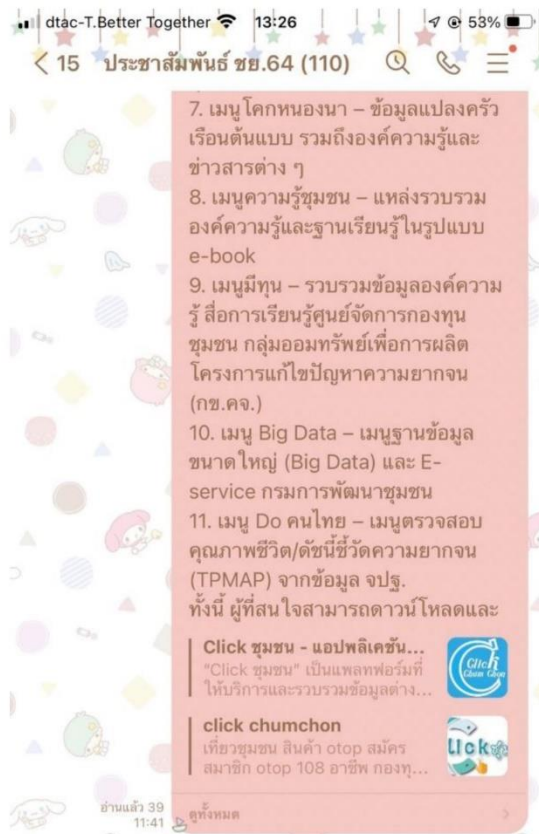 dtac-T.Better Together 13:26 53%
15 ประชาสัมพันธ์ ชย.64 (110)
7. เมนูโคกหนองนา – ข้อมูลแปลงครัว
เรือนต้นแบบ รวมถึงองค์ความรู้และ
ข่าวสารต่าง ๆ
8. เมนูความรู้ชุมชน – แหล่งรวบรวม
องค์ความรู้และฐานเรียนรู้ในรูปแบบ
e-book
9. เมนูมีทุน – รวบรวมข้อมูลองค์ความ
รู้ สื่อการเรียนรู้ศูนย์จัดการกองทุน
ชุมชน กลุ่มออมทรัพย์เพื่อการผลิต
โครงการแก้ไขปัญหาความยากจน
(กข.คจ.)
10. เมนู Big Data – เมนูฐานข้อมูล
ขนาดใหญ่ (Big Data) และ E-
service กรมการพัฒนาชุมชน
11. เมนู Do คนไทย – เมนูตรวจสอบ
คุณภาพชีวิต/ดัชนีชี้วัดความยากจน
(TPMAP) จากข้อมูล จปฐ.
ทั้งนี้ ผู้ที่สนใจสามารถดาวน์โหลดและ
Click ชุมชน - แอปพลิเคชัน...
"Click ชุมชน" เป็นแพลทฟอร์มที่
ให้บริการและรวบรวมข้อมูลต่าง...
Click
Chum Chon
click chumchon
เที่ยวชุมชน สินค้า otop สมัคร
สมาชิก otop 108 อาชีพ กองทุ...
Click
อ่านแล้ว 39
11:41
ดูทั้งหมด